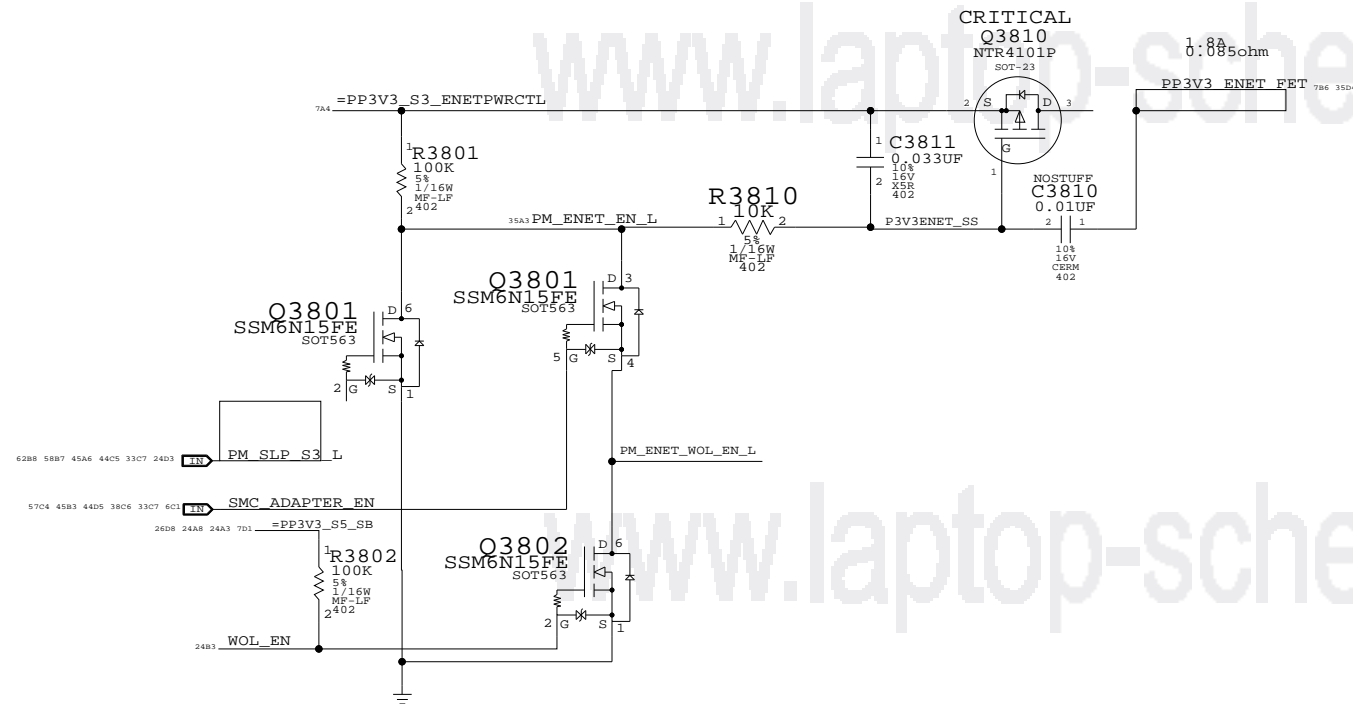 www.laptop-sche
CRITICAL
Q3810
NTR4101P
SOT-23
1.8A
0.085ohm
=PP3V3_S3_ENETPWRCTL
7A4
2 S D 3
G
1
PP3V3_ENET_FET
7B6 35D4
1
R3801
100K
5%
1/16W
MF-LF
402
2
1
C3811
0.033UF
10%
16V
X5R
402
2
R3810
10K
1 2
5%
1/16W
MF-LF
402
35A3 PM_ENET_EN_L
P3V3ENET_SS
NOSTUFF
C3810
0.01UF
2 1
10%
16V
CERM
402
Q3801
SSM6N15FE
SOT563
D 3
5 G S 4
Q3801
SSM6N15FE
SOT563
D 6
2 G S 1
62B8 58B7 45A6 44C5 33C7 24D3 IN PM_SLP_S3_L
PM_ENET_WOL_EN_L
57C4 45B3 44D5 38C6 33C7 6C1 IN SMC_ADAPTER_EN
www.laptop-sche
26D8 24A8 24A3 7D1 =PP3V3_S5_SB
1
R3802
100K
5%
1/16W
MF-LF
402
2
Q3802
SSM6N15FE
SOT563
D 6
2 G S 1
24B3 WOL_EN